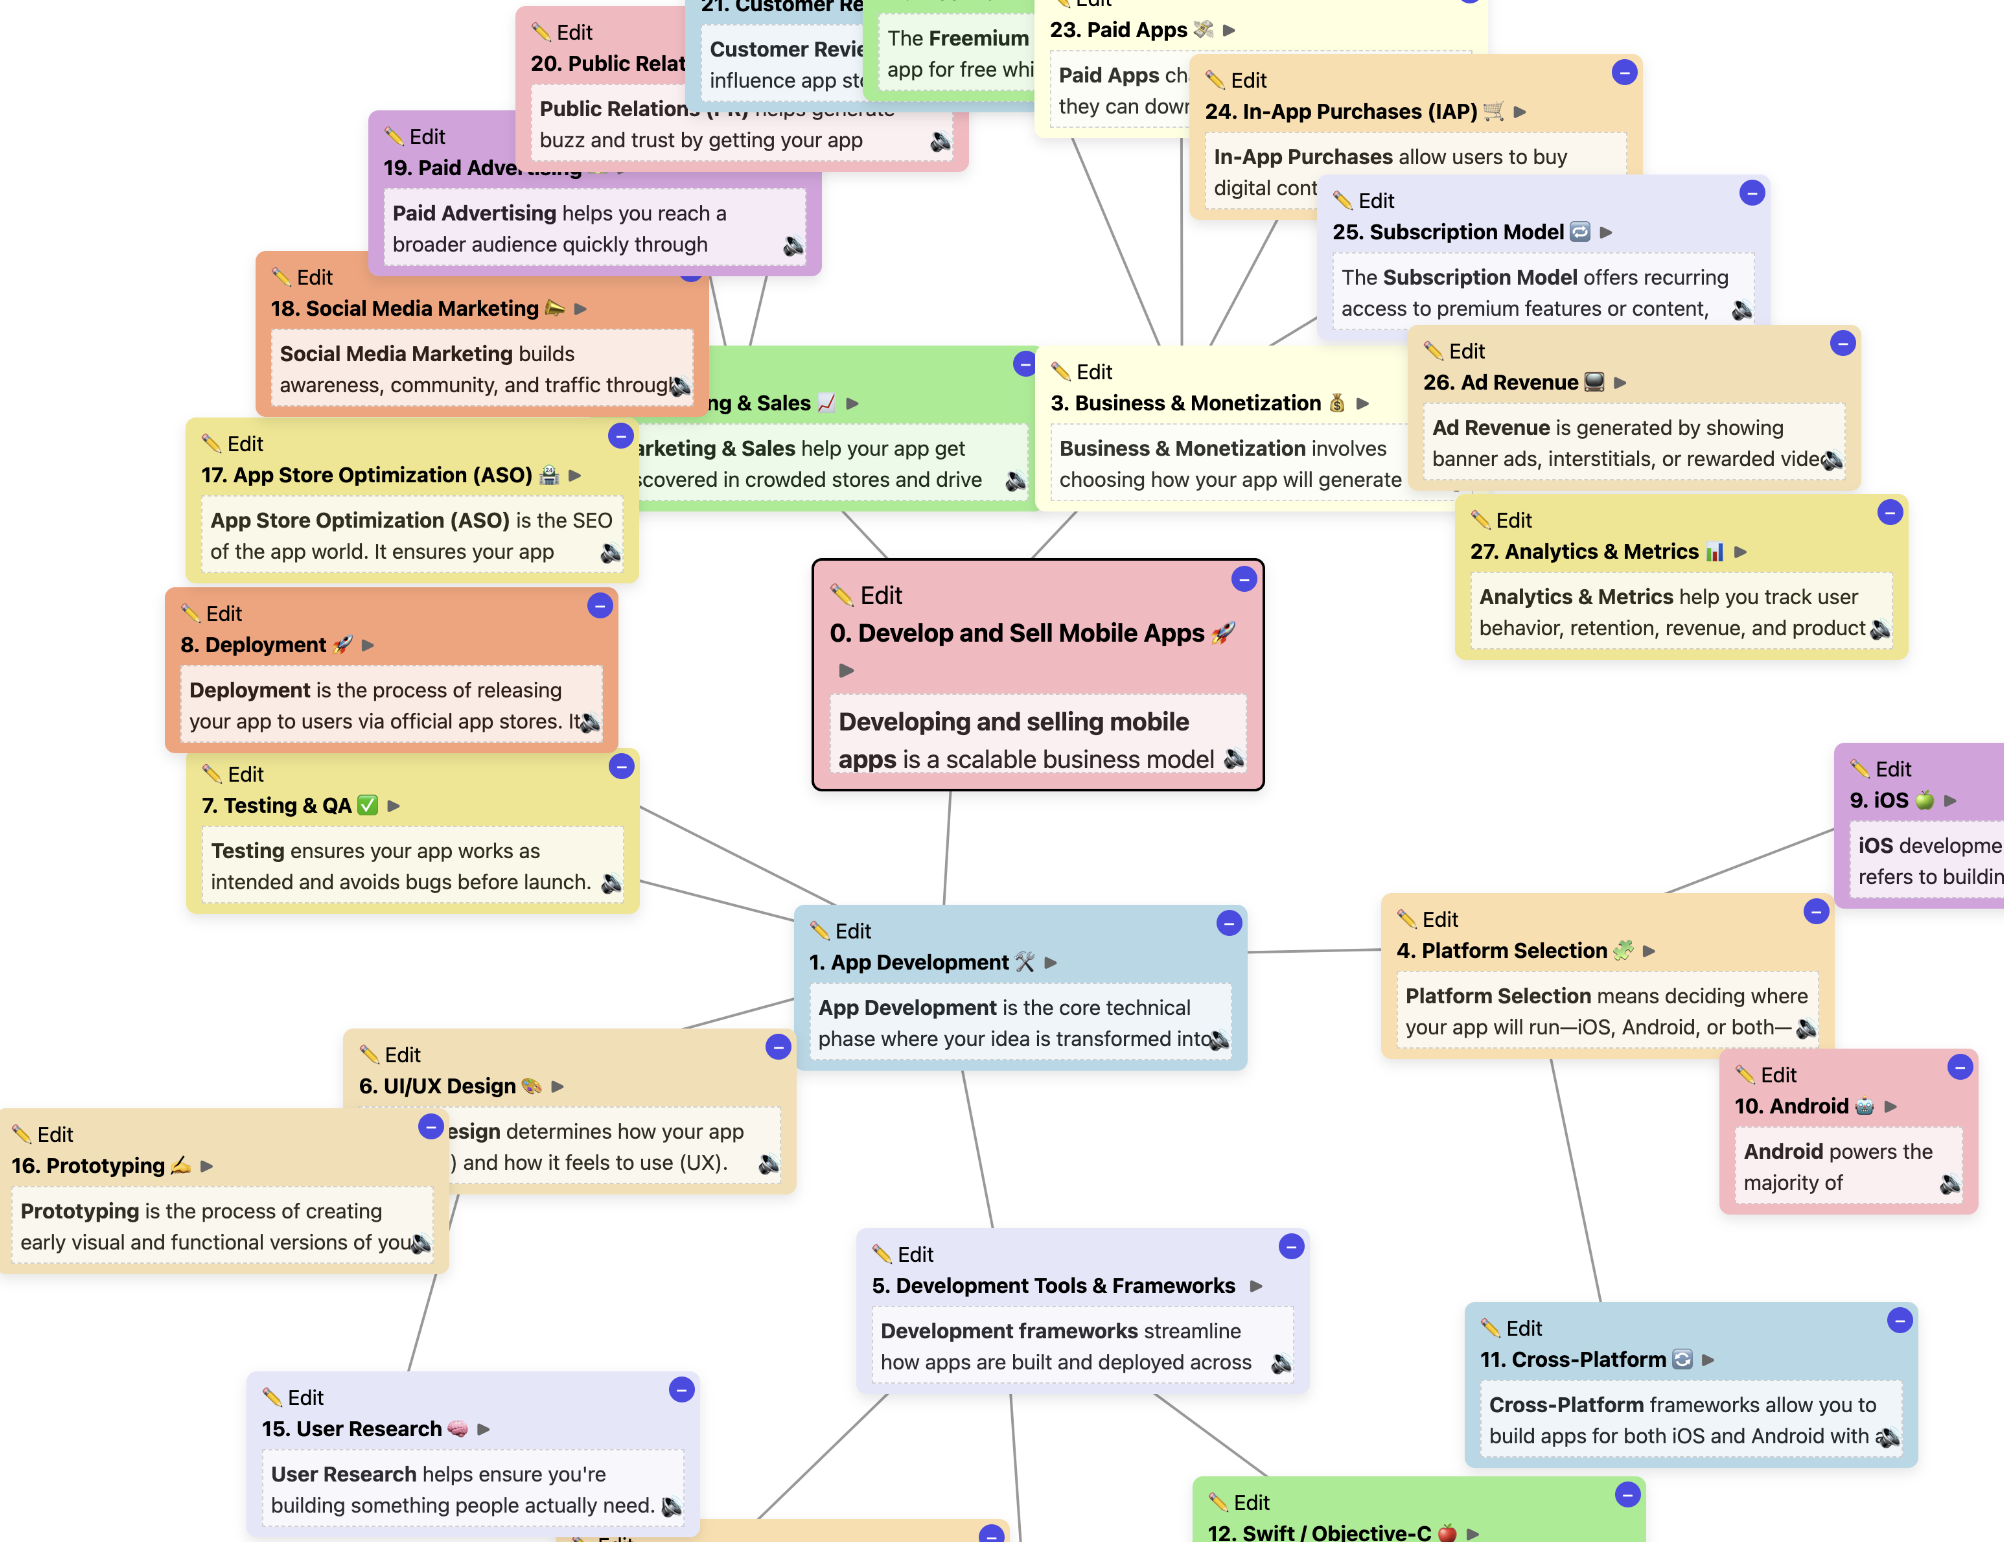 21. Customer Re
Customer Revie
influence app sto
The Freemium
app for free whi
Edit
23. Paid Apps 💸 ▶
Paid Apps ch
they can down
✏️ Edit
20. Public Relat
Public Relations (PR) helps generate
buzz and trust by getting your app
✏️ Edit
24. In-App Purchases (IAP) 🛒 ▶
In-App Purchases allow users to buy
digital cont
✏️ Edit
19. Paid Advertising
Paid Advertising helps you reach a
broader audience quickly through
✏️ Edit
25. Subscription Model 🔁 ▶
The Subscription Model offers recurring
access to premium features or content,
✏️ Edit
18. Social Media Marketing 📣 ▶
Social Media Marketing builds
awareness, community, and traffic through
ng & Sales 📈 ▶
arketing & Sales help your app get
scovered in crowded stores and drive
✏️ Edit
3. Business & Monetization 💰 ▶
Business & Monetization involves
choosing how your app will generate
✏️ Edit
26. Ad Revenue 📺 ▶
Ad Revenue is generated by showing
banner ads, interstitials, or rewarded video
✏️ Edit
17. App Store Optimization (ASO) 🏪 ▶
App Store Optimization (ASO) is the SEO
of the app world. It ensures your app
✏️ Edit
27. Analytics & Metrics 📊 ▶
Analytics & Metrics help you track user
behavior, retention, revenue, and product
✏️ Edit
0. Develop and Sell Mobile Apps 🚀
▶
Developing and selling mobile
apps is a scalable business model
✏️ Edit
8. Deployment 🚀 ▶
Deployment is the process of releasing
your app to users via official app stores. It
✏️ Edit
7. Testing & QA ✅ ▶
Testing ensures your app works as
intended and avoids bugs before launch.
✏️ Edit
9. iOS 🍏 ▶
iOS developme
refers to buildin
✏️ Edit
1. App Development 🛠️ ▶
App Development is the core technical
phase where your idea is transformed into
✏️ Edit
4. Platform Selection 🧩 ▶
Platform Selection means deciding where
your app will run—iOS, Android, or both—
✏️ Edit
6. UI/UX Design 🎨 ▶
esign determines how your app
) and how it feels to use (UX).
✏️ Edit
10. Android 🤖 ▶
Android powers the
majority of
✏️ Edit
16. Prototyping ✍️ ▶
Prototyping is the process of creating
early visual and functional versions of you
✏️ Edit
5. Development Tools & Frameworks ▶
Development frameworks streamline
how apps are built and deployed across
✏️ Edit
11. Cross-Platform 🔄 ▶
Cross-Platform frameworks allow you to
build apps for both iOS and Android with a
✏️ Edit
15. User Research 🧠 ▶
User Research helps ensure you're
building something people actually need.
✏️ Edit
12. Swift / Objective-C 🍎 ▶
Edit